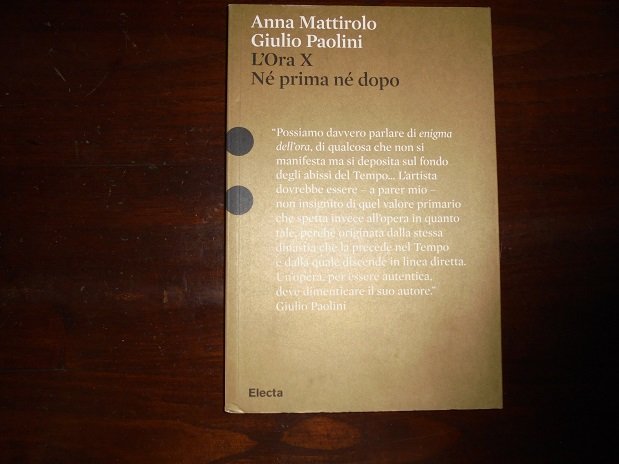 Anna Mattirolo
Giulio Paolini
L'Ora X
Né prima né dopo
“Possiamo davvero parlare di enigma
dell'ora, di qualcosa che non si
manifesta ma si deposita sul fondo
degli abissi del Tempo... L'artista
dovrebbe essere – a parer mio –
non insignito di quel valore primario
che spetta invece all'opera in quanto
tale, perché originata dalla stessa
dinastia che la precede nel Tempo
e dalla quale discende in linea diretta.
Un'opera, per essere autentica,
deve dimenticare il suo autore.”
Giulio Paolini
Electa